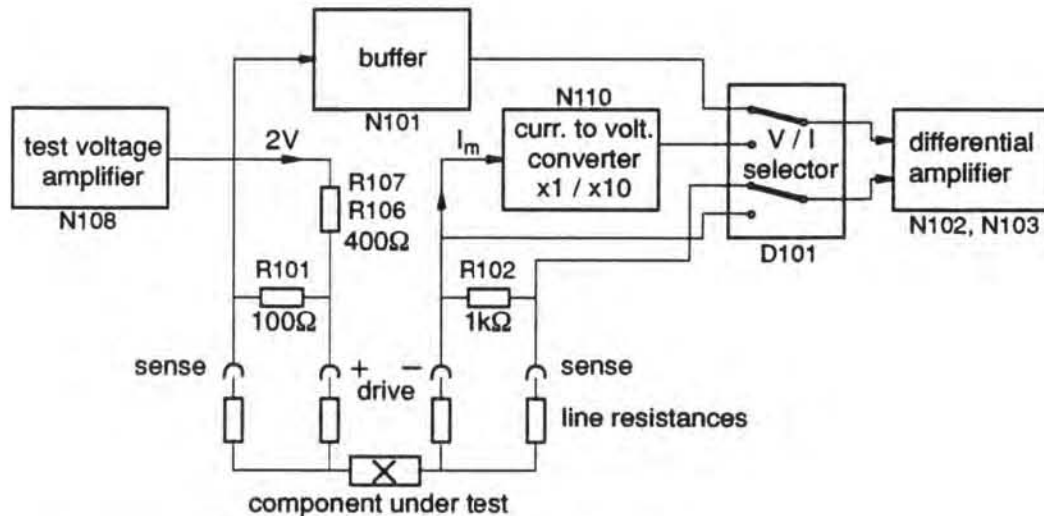 buffer
N101
test voltage
amplifier
N108
2V
R107
R106
400Ω
I_m
N110
curr. to volt.
converter
x1 / x10
V / I
selector
D101
differential
amplifier
N102, N103
R101
100Ω
R102
1kΩ
sense
+
−
drive
sense
line resistances
component under test